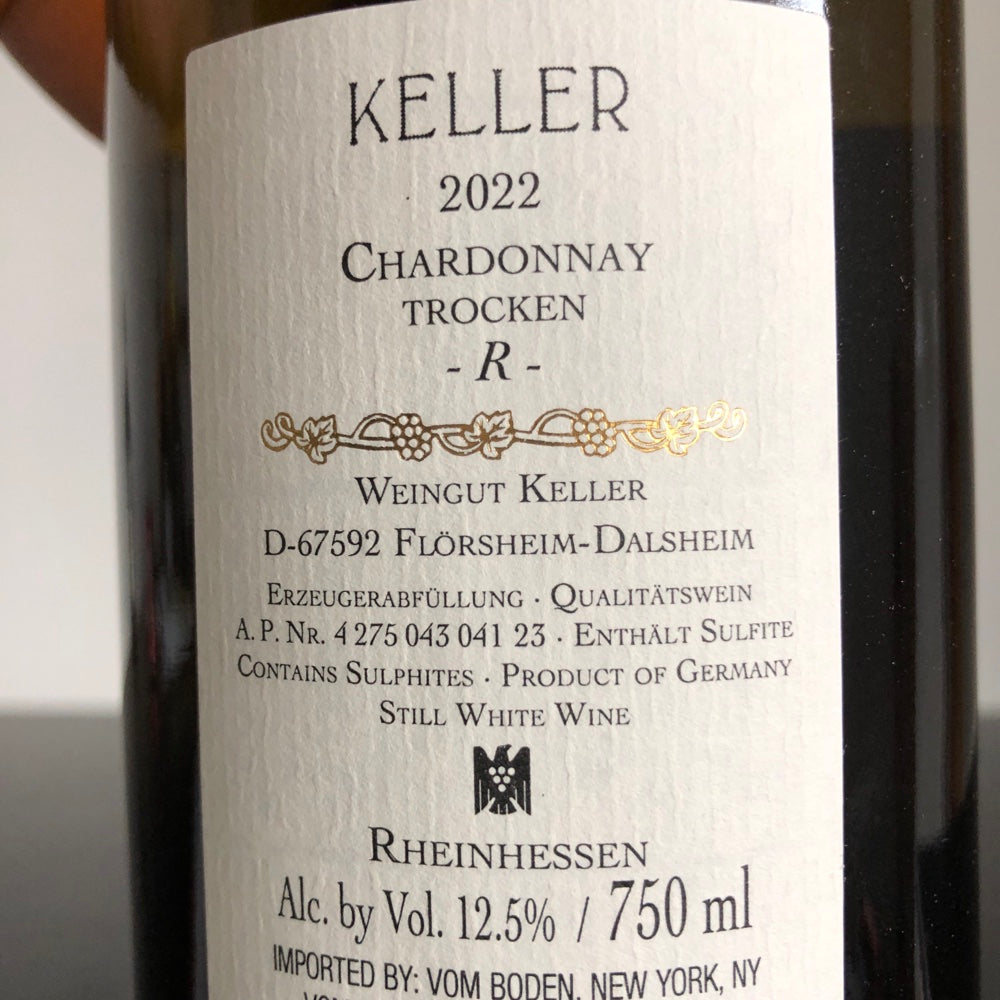 KELLER
2022
CHARDONNAY
TROCKEN
- R -
WEINGUT KELLER
D-67592 FLÖRSHEIM-DALSHEIM
ERZEUGERABFÜLLUNG · QUALITÄTSWEIN
A. P. NR. 4 275 043 041 23 · ENTHÄLT SULFITE
CONTAINS SULPHITES · PRODUCT OF GERMANY
STILL WHITE WINE
RHEINHESSEN
Alc. by Vol. 12.5% / 750 ml
IMPORTED BY: VOM BODEN, NEW YORK, NY